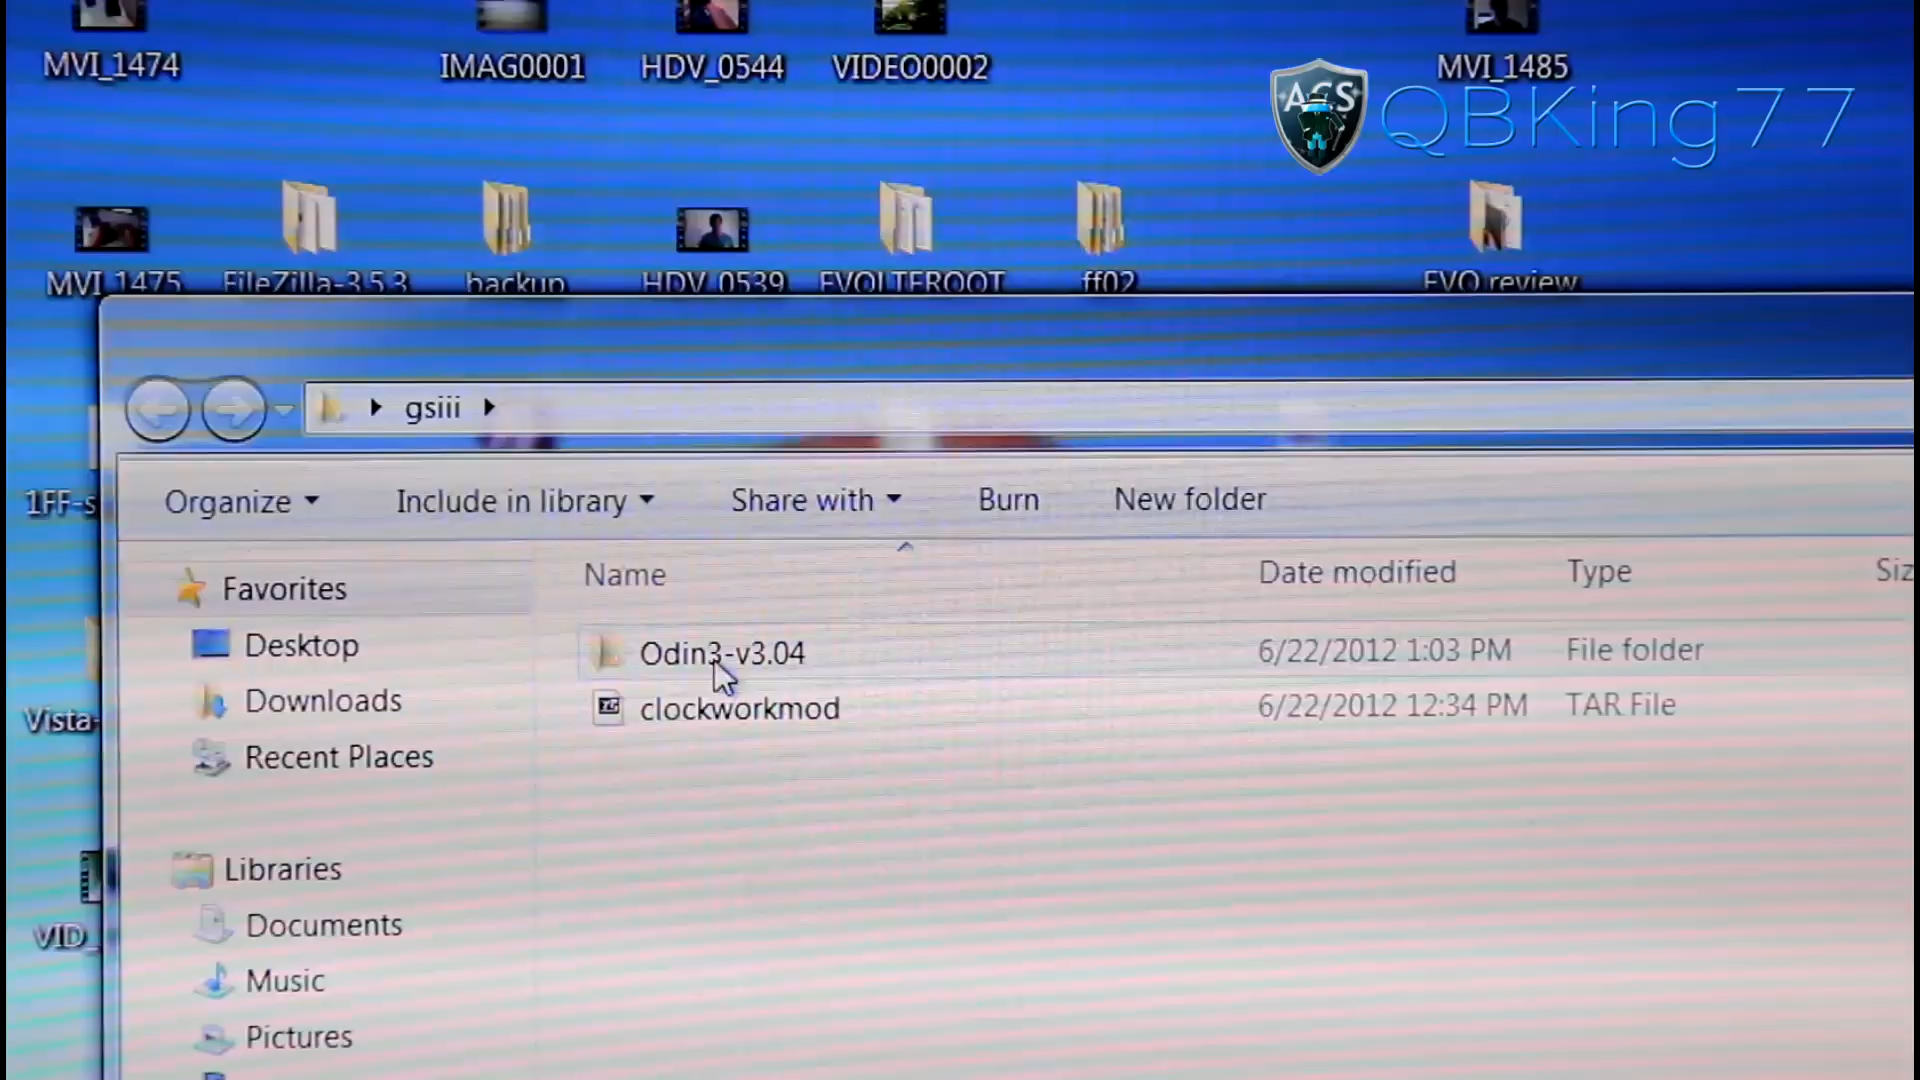 MVI_1474 IMAG0001 HDV_0544 VIDEO0002 MVI_1485
ACS QBKing77
MVI_1475 FileZilla-3.5.3 backup HDV_0539 EVOLTEROOT ff02 EVO review
gsiii
1FF-s
Organize Include in library Share with Burn New folder
Name Date modified Type Siz
Favorites
Desktop
Downloads
Recent Places
Odin3-v3.04 6/22/2012 1:03 PM File folder
clockworkmod 6/22/2012 12:34 PM TAR File
Vista-
Libraries
Documents
Music
Pictures
VID_